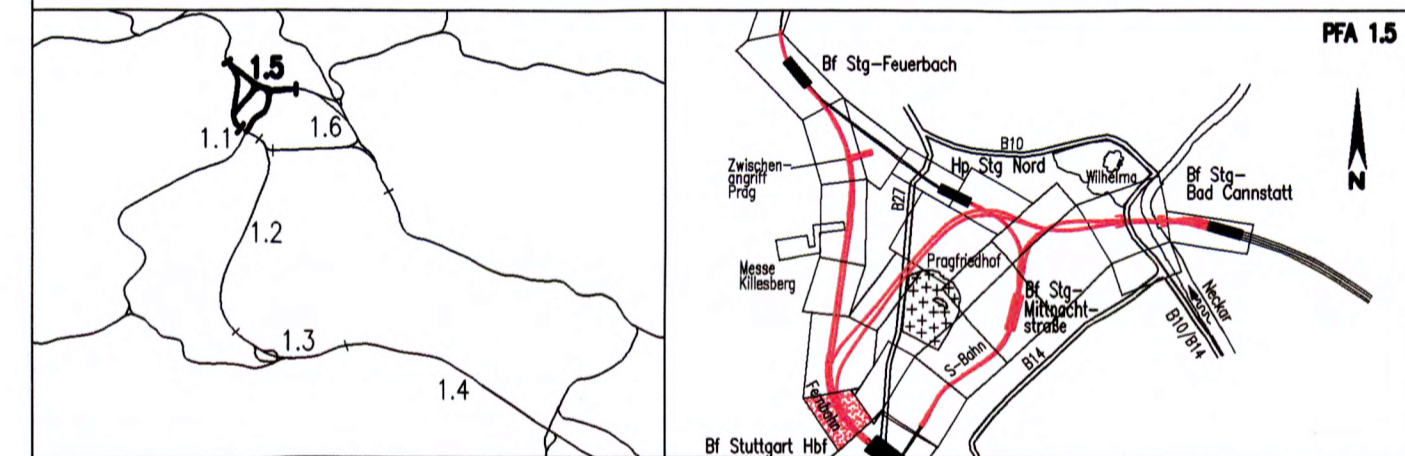 1.5
1.1
1.6
1.2
1.3
1.4
PFA 1.5
Bf Stg-Feuerbach
N
B10
Zwischen-
angriff
Prag
Hp Stg Nord
Wilhelma
Bf Stg-
Bad Cannstatt
B27
Messe
Killesberg
Pragfriedhof
Bf Stg-
Mittnacht-
straße
Neckar
B10/B14
S-Bahn
B14
Fernbahn
Bf Stuttgart Hbf